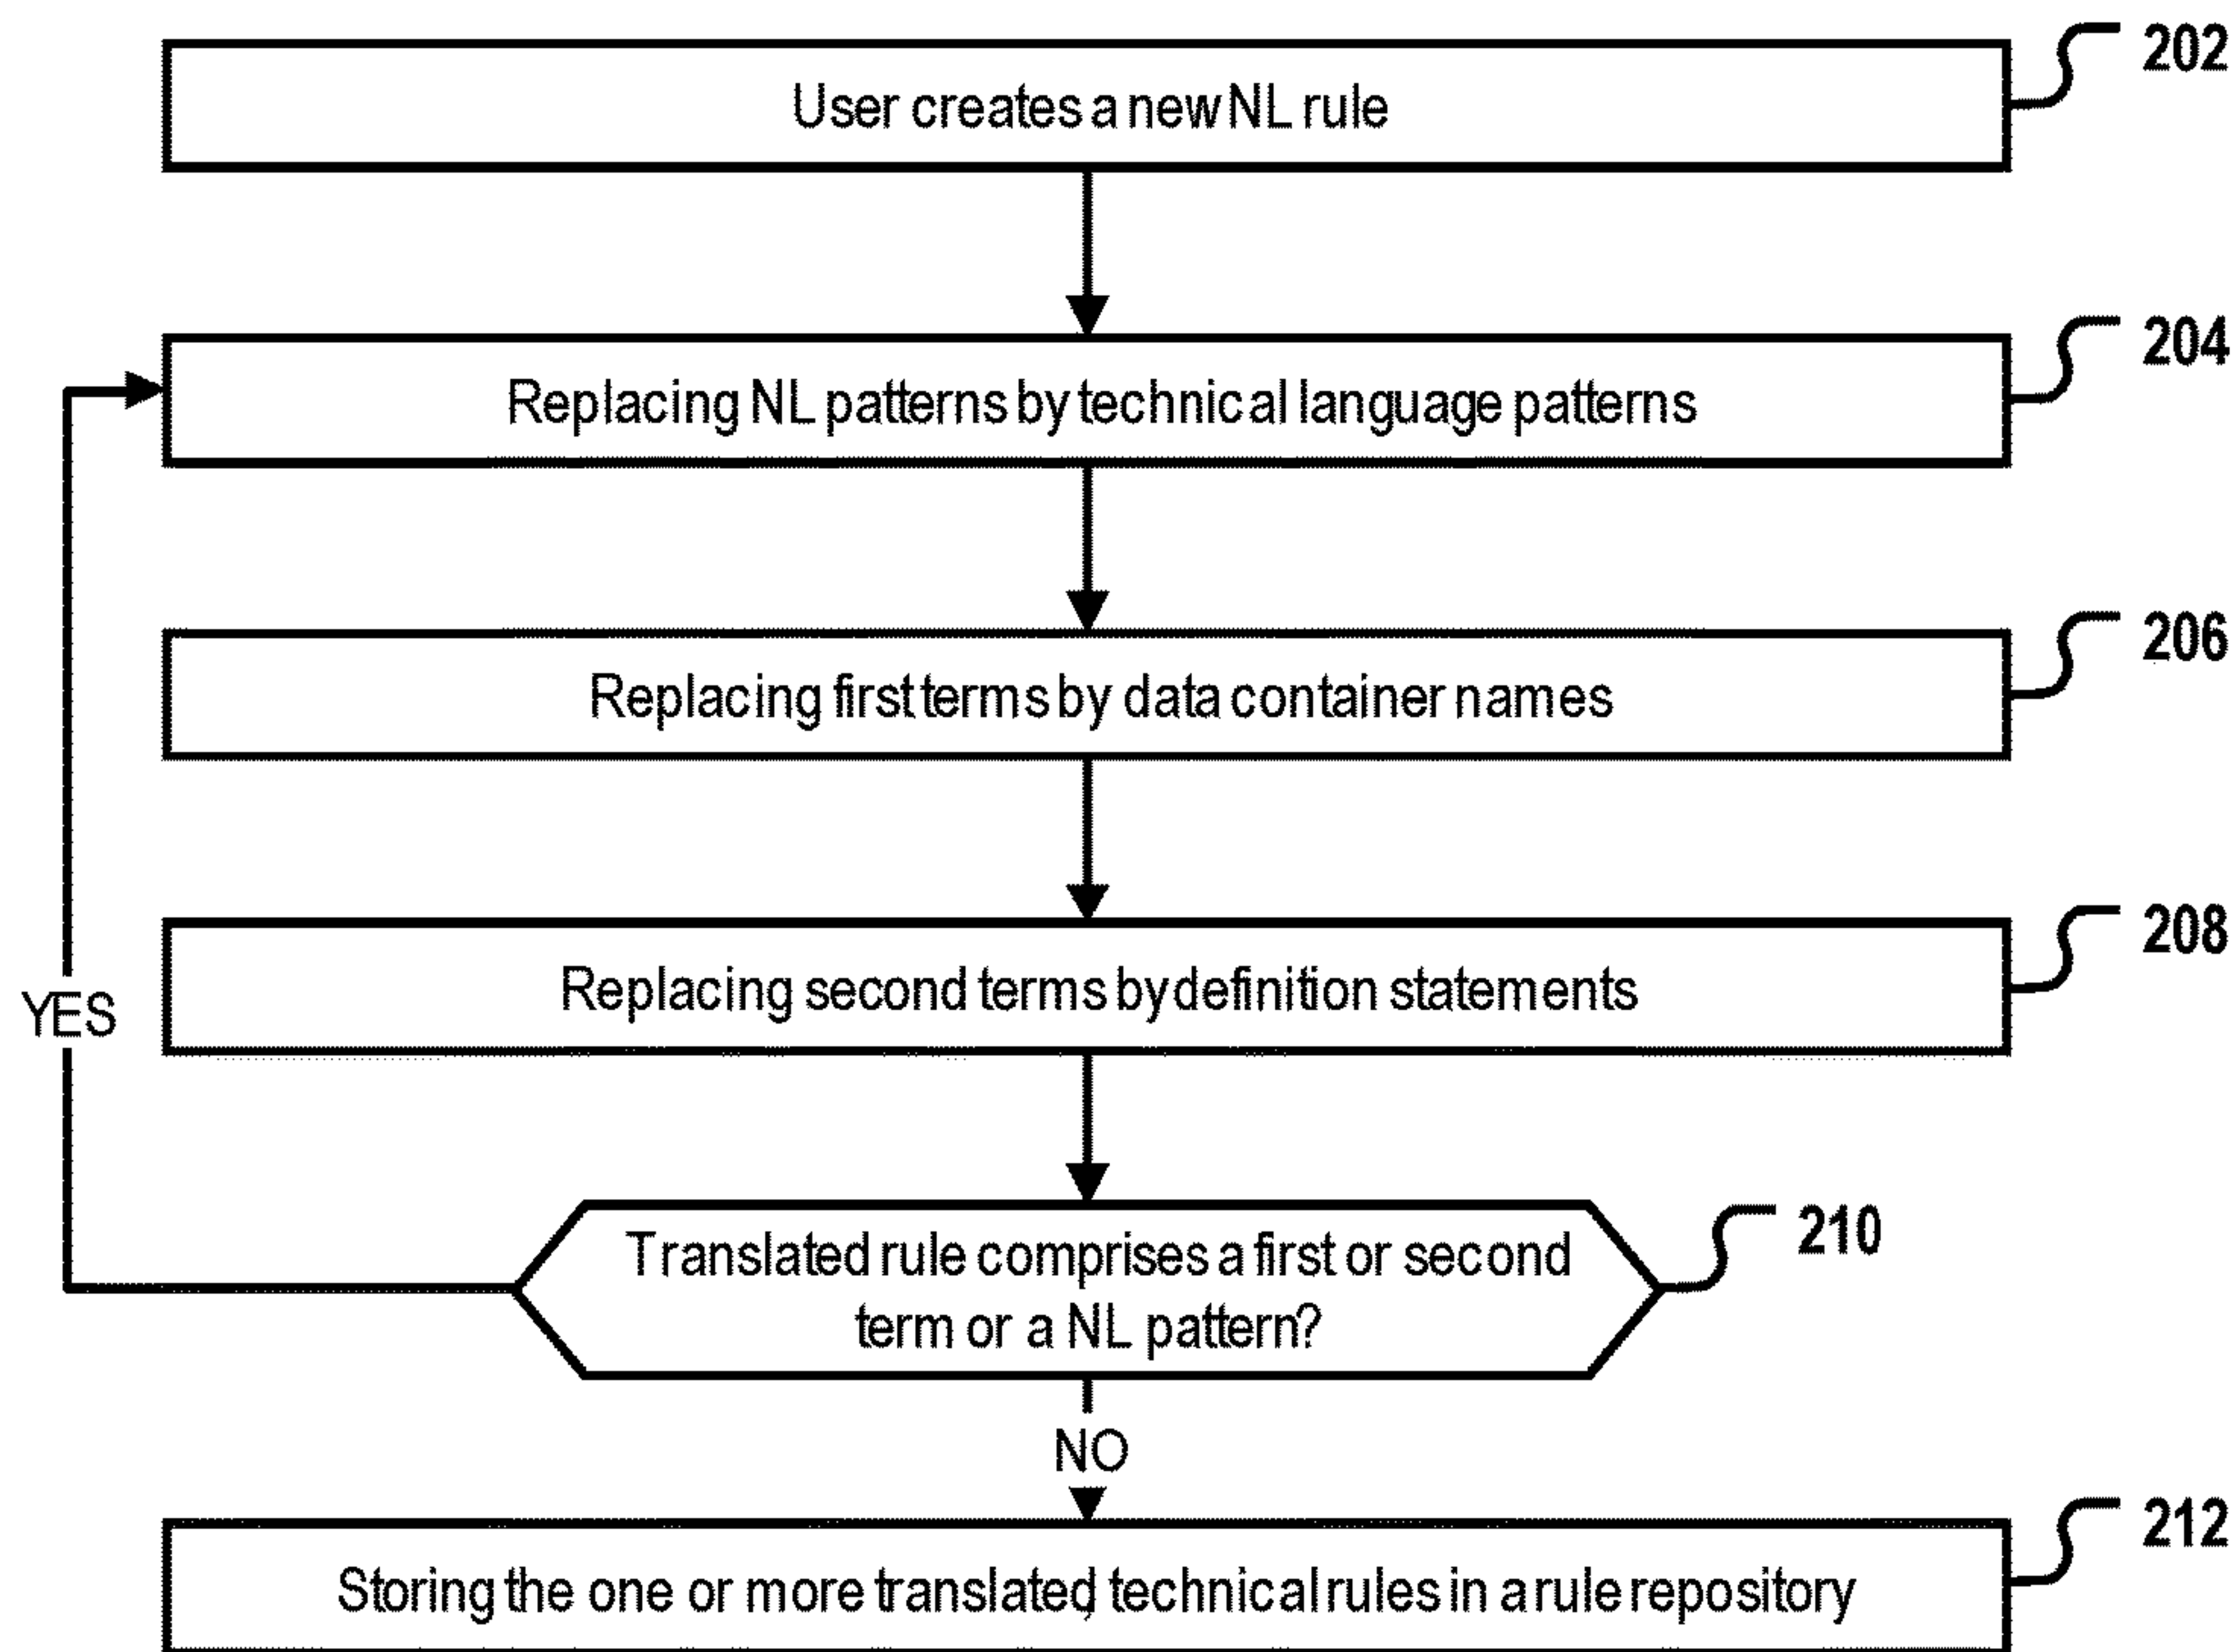 202
User creates a new NL rule
204
Replacing NL patterns by technical language patterns
206
Replacing first terms by data container names
208
Replacing second terms by definition statements
YES
210
Translated rule comprises a first or second
term or a NL pattern?
NO
212
Storing the one or more translated technical rules in a rule repository